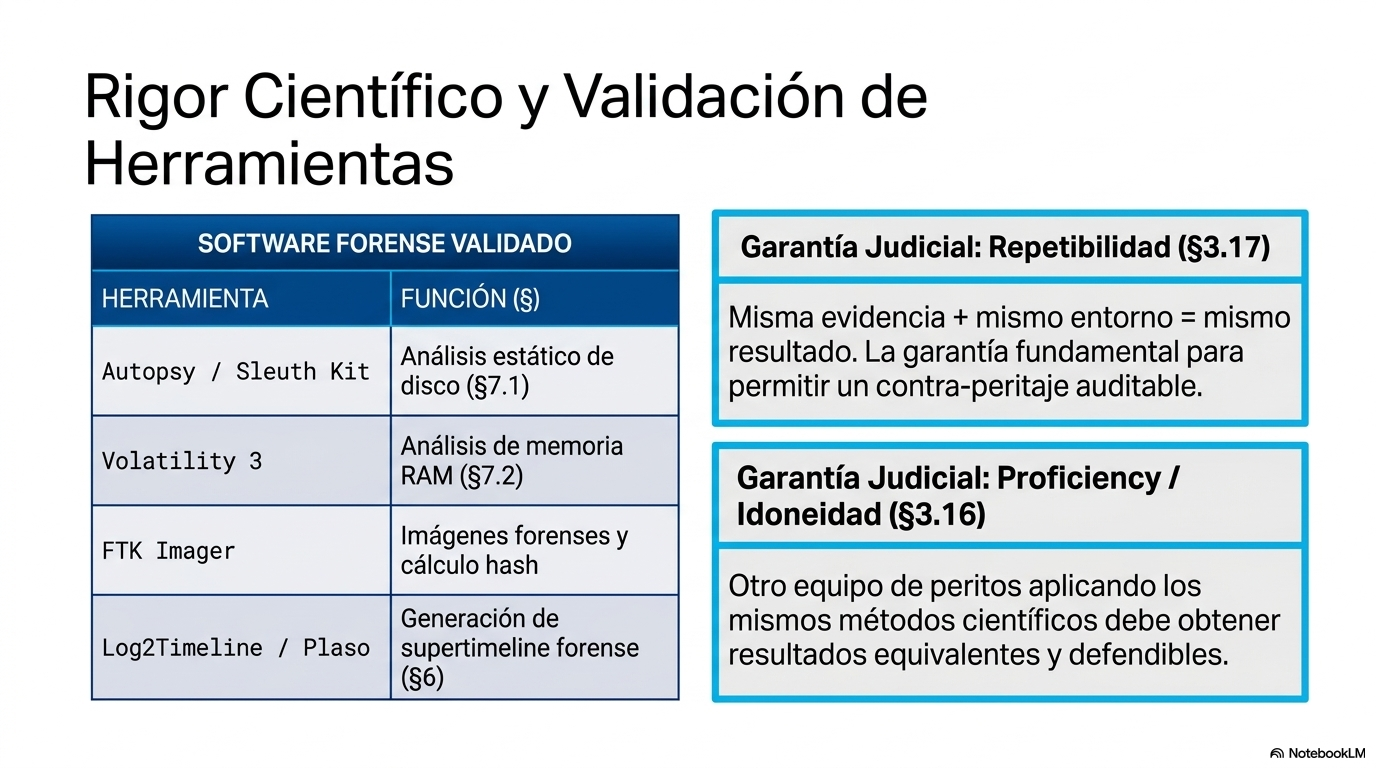 Rigor Científico y Validación de
Herramientas
SOFTWARE FORENSE VALIDADO
HERRAMIENTA
FUNCIÓN (§)
Autopsy / Sleuth Kit
Análisis estático de
disco (§7.1)
Volatility 3
Análisis de memoria
RAM (§7.2)
FTK Imager
Imágenes forenses y
cálculo hash
Log2Timeline / Plaso
Generación de
supertimeline forense
(§6)
Garantía Judicial: Repetibilidad (§3.17)
Misma evidencia + mismo entorno = mismo
resultado. La garantía fundamental para
permitir un contra-peritaje auditable.
Garantía Judicial: Proficiency /
Idoneidad (§3.16)
Otro equipo de peritos aplicando los
mismos métodos científicos debe obtener
resultados equivalentes y defendibles.
NotebookLM